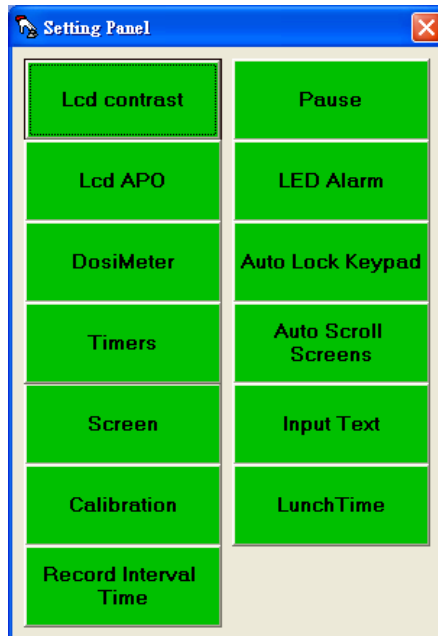 Setting Panel
Lcd contrast
Pause
Lcd APO
LED Alarm
DosiMeter
Auto Lock Keypad
Timers
Auto Scroll
Screens
Screen
Input Text
Calibration
LunchTime
Record Interval
Time